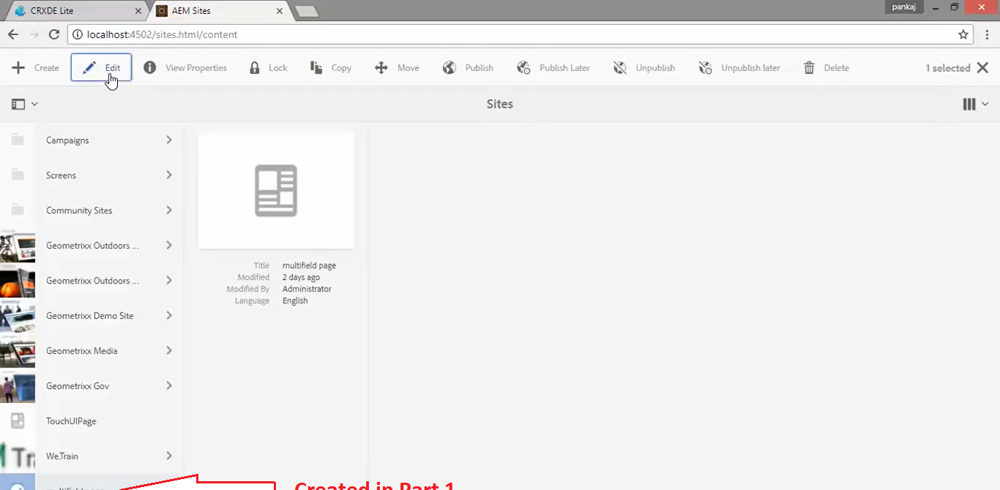 CRXDE Lite
AEM Sites
pankaj
localhost:4502/sites.html/content
Create
Edit
View Properties
Lock
Copy
Move
Publish
Publish Later
Unpublish
Unpublish later
Delete
1 selected
Sites
Campaigns
Screens
Community Sites
Geometrixx Outdoors ...
Geometrixx Outdoors ...
Geometrixx Demo Site
Geometrixx Media
Geometrixx Gov
TouchUIPage
We.Train
multifield page
Title multifield page
Modified 2 days ago
Modified By Administrator
Language English
Created in Part 1